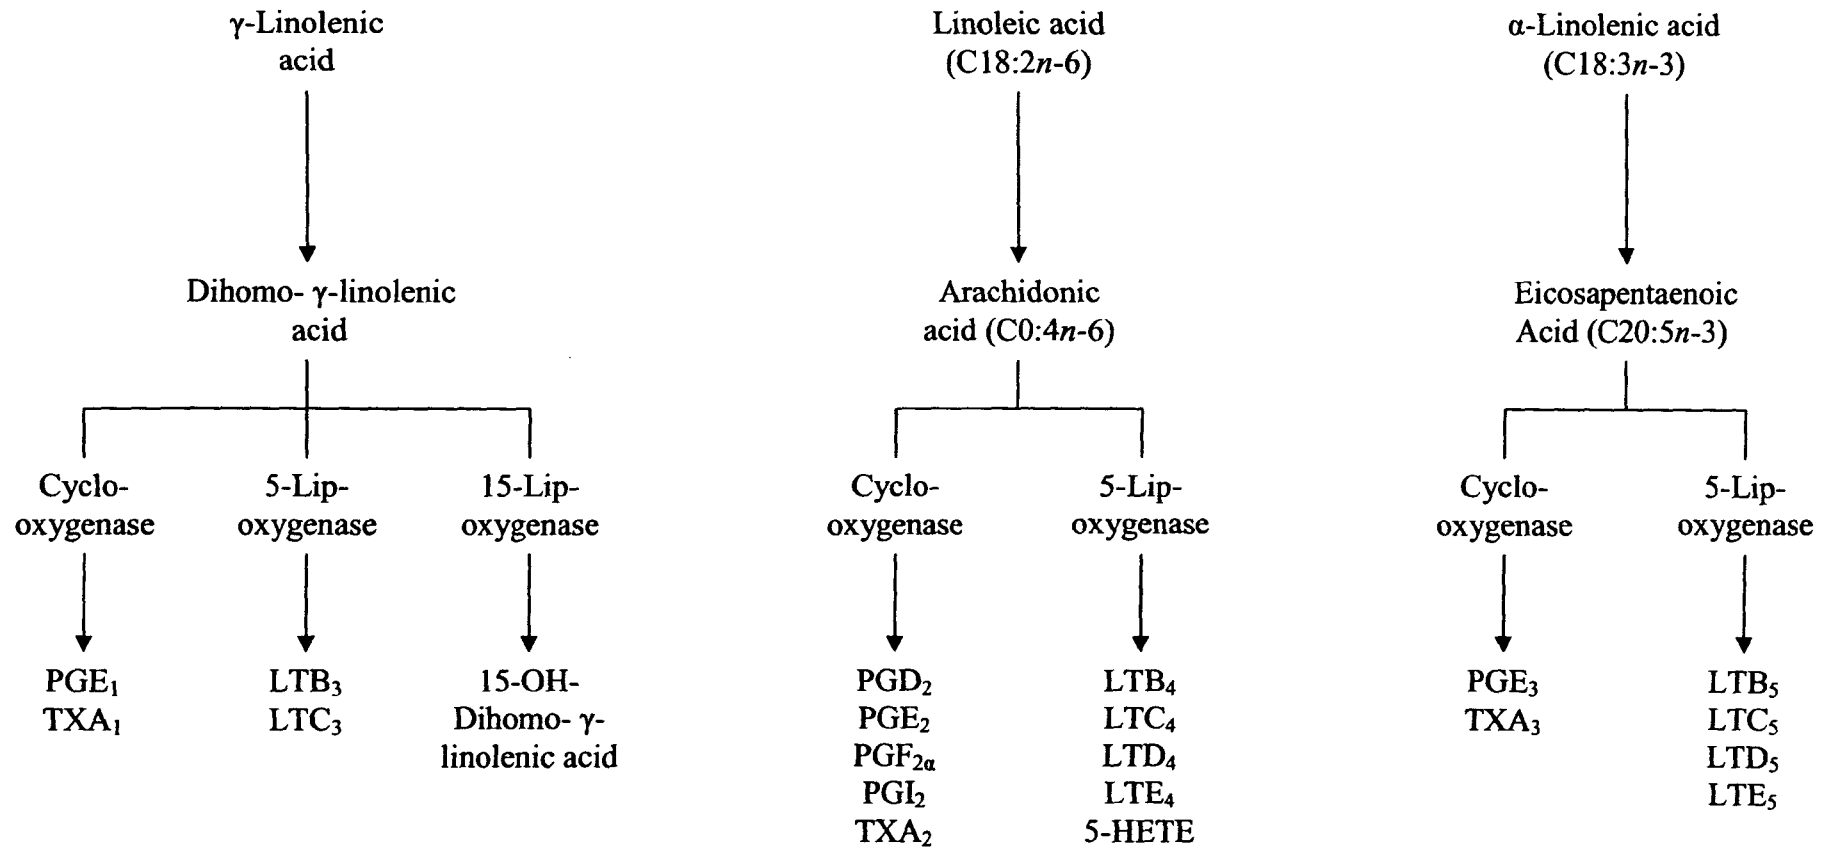 γ-Linolenic
acid
Linoleic acid
(C18:2n-6)
α-Linolenic acid
(C18:3n-3)
Dihomo- γ-linolenic
acid
Arachidonic
acid (C0:4n-6)
Eicosapentaenoic
Acid (C20:5n-3)
Cyclo-
oxygenase
5-Lip-
oxygenase
15-Lip-
oxygenase
Cyclo-
oxygenase
5-Lip-
oxygenase
Cyclo-
oxygenase
5-Lip-
oxygenase
PGE₁
TXA₁
LTB₃
LTC₃
15-OH-
Dihomo- γ-
linolenic acid
PGD₂
PGE₂
PGF₂α
PGI₂
TXA₂
LTB₄
LTC₄
LTD₄
LTE₄
5-HETE
PGE₃
TXA₃
LTB₅
LTC₅
LTD₅
LTE₅